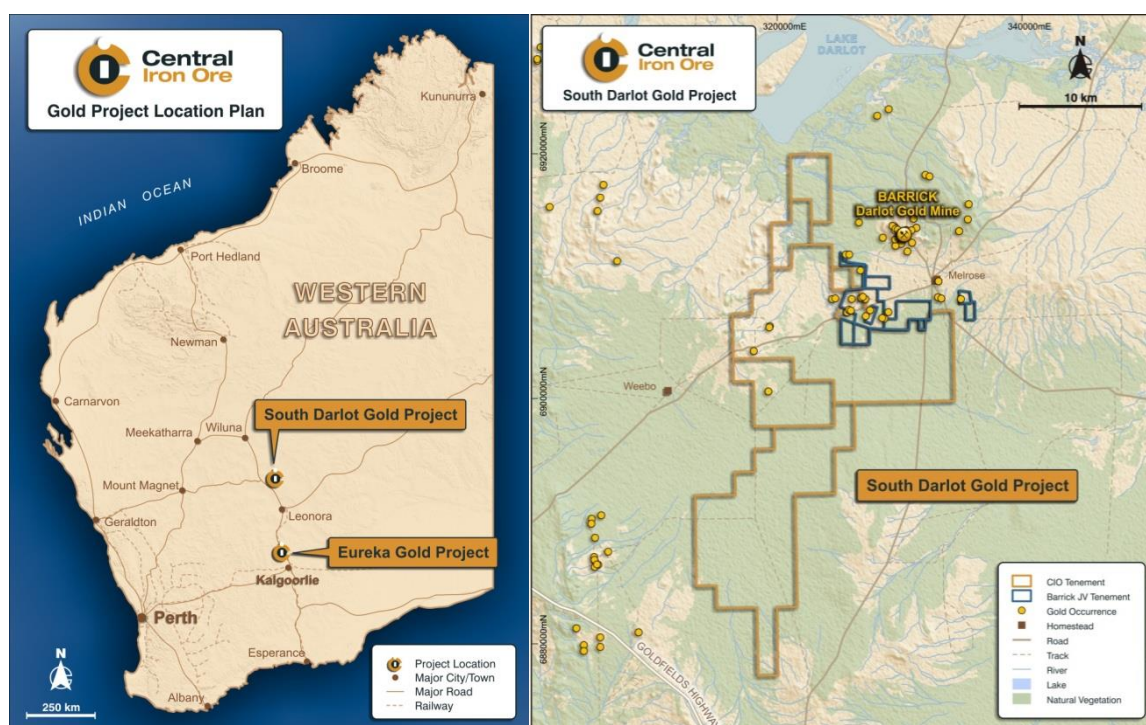 Central
Iron Ore
Gold Project Location Plan
Kununurra
Broome
INDIAN OCEAN
Port Hedland
WESTERN
AUSTRALIA
Newman
Carnarvon
South Darlot Gold Project
Meekatharra
Wiluna
Mount Magnet
Leonora
Geraldton
Eureka Gold Project
Kalgoorlie
Perth
Esperance
Albany
N
250 km
Project Location
Major City/Town
Major Road
Railway
Central
Iron Ore
South Darlot Gold Project
320000mE
340000mE
LAKE
DARLOT
N
10 km
6920000mN
BARRICK
Darlot Gold Mine
Melrose
Weebo
6900000mN
South Darlot Gold Project
6880000mN
GOLDFIELDS HIGHWAY
CIO Tenement
Barrick JV Tenement
Gold Occurrence
Homestead
Road
Track
River
Lake
Natural Vegetation